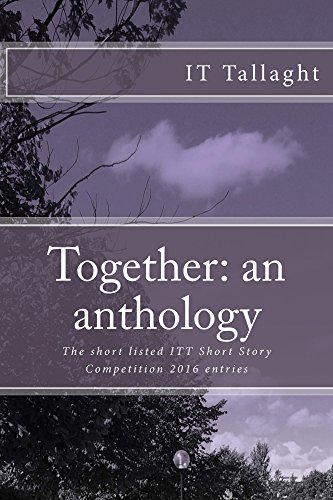 IT Tallaght
Together: an
anthology
The short listed ITT Short Story
Competition 2016 entries